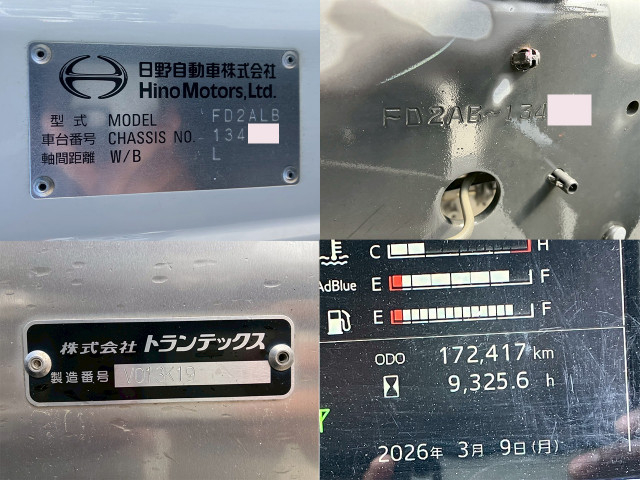 日野自動車株式会社
Hino Motors, Ltd.
型式 MODEL FD2ALB
車台番号 CHASSIS NO. 134
軸間距離 W/B L
FD2AB-134
株式会社 トランテックス
製造番号
C H
AdBlue E F
E F
ODO 172,417 km
9,325.6 h
2026年 3月 9日(月)